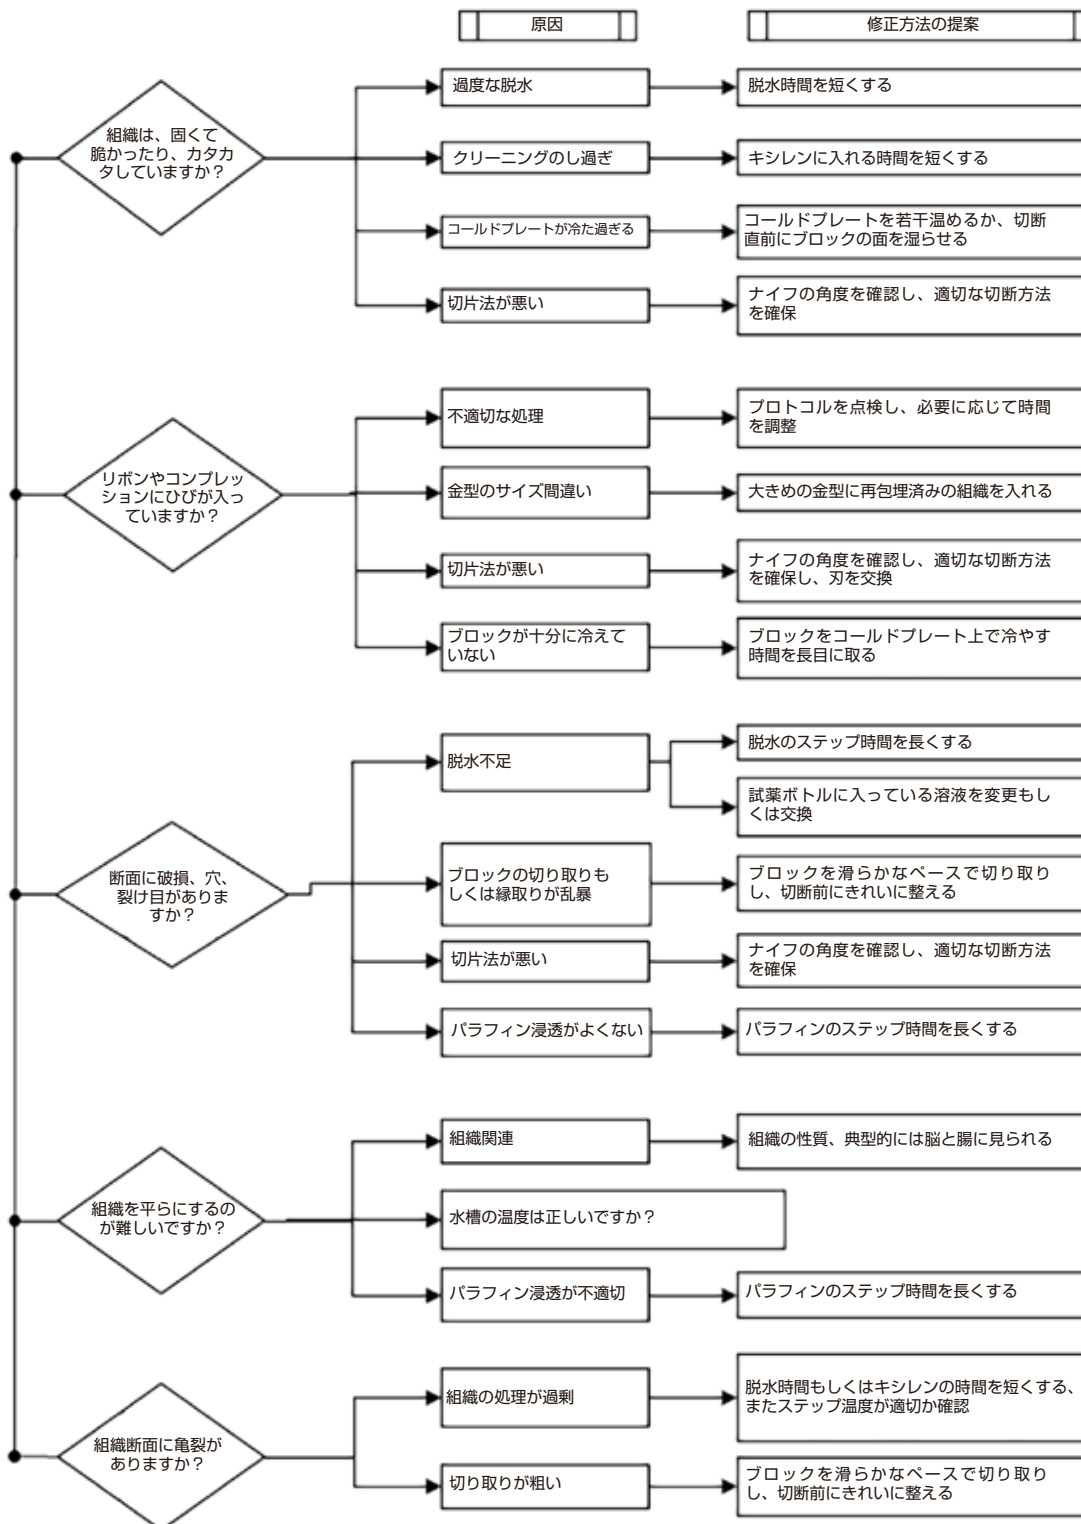 原因
修正方法の提案
組織は、固くて
脆かったり、カタカ
タしていますか？
過度な脱水
脱水時間を短くする
クリーニングのし過ぎ
キシレンに入れる時間を短くする
コールドプレートが冷た過ぎる
コールドプレートを若干温めるか、切断
直前にブロックの面を湿らせる
切片法が悪い
ナイフの角度を確認し、適切な切断方法
を確保
リボンやコンプレッ
ションにひびが入っ
ていますか？
不適切な処理
プロトコルを点検し、必要に応じて時間
を調整
金型のサイズ間違い
大きめの金型に再包埋済みの組織を入れる
切片法が悪い
ナイフの角度を確認し、適切な切断方法
を確保し、刃を交換
ブロックが十分に冷えて
いない
ブロックをコールドプレート上で冷やす
時間を長目に取る
断面に破損、穴、
裂け目がありま
すか？
脱水不足
脱水のステップ時間を長くする
試薬ボトルに入っている溶液を変更もし
くは交換
ブロックの切り取りも
しくは縁取りが乱暴
ブロックを滑らかなペースで切り取り
し、切断前にきれいに整える
切片法が悪い
ナイフの角度を確認し、適切な切断方法
を確保
パラフィン浸透がよくない
パラフィンのステップ時間を長くする
組織を平らにするの
が難しいですか？
組織関連
組織の性質、典型的には脳と腸に見られる
水槽の温度は正しいですか？
パラフィン浸透が不適切
パラフィンのステップ時間を長くする
組織断面に亀裂が
ありますか？
組織の処理が過剰
脱水時間もしくはキシレンの時間を短くする、
またステップ温度が適切か確認
切り取りが粗い
ブロックを滑らかなペースで切り取り
し、切断前にきれいに整える